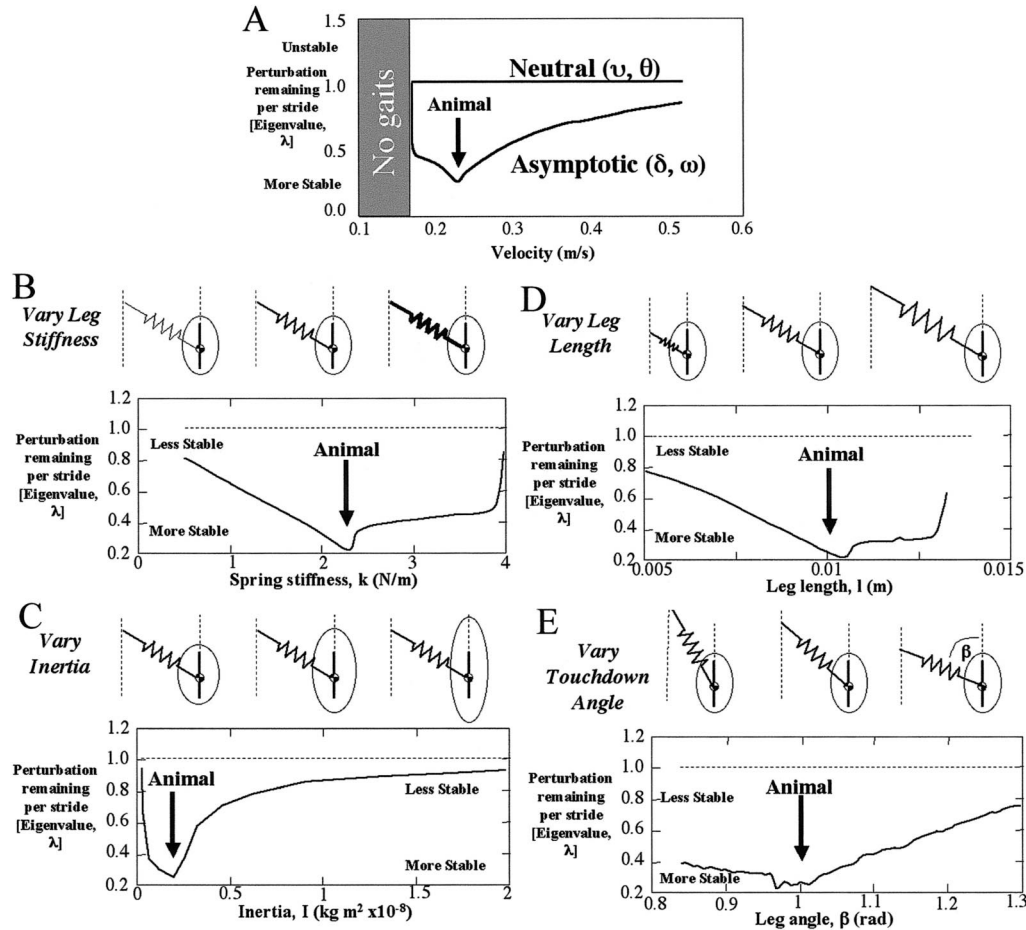 A
1.5
Unstable
Perturbation
remaining
per stride
[Eigenvalue,
λ]
1.0
0.5
More Stable
0.0
No gaits
Neutral (υ, θ)
Animal
Asymptotic (δ, ω)
0.1 0.2 0.3 0.4 0.5 0.6
Velocity (m/s)
B
Vary Leg
Stiffness
1.2
1.0
0.8
0.6
0.4
0.2
Perturbation
remaining
per stride
[Eigenvalue,
λ]
Less Stable
Animal
More Stable
0 1 2 3 4
Spring stiffness, k (N/m)
C
Vary
Inertia
1.2
1.0
0.8
0.6
0.4
0.2
Perturbation
remaining
per stride
[Eigenvalue,
λ]
Animal
Less Stable
More Stable
0 0.5 1 1.5 2
Inertia, I (kg m² x10⁻⁸)
D
Vary Leg
Length
1.2
1.0
0.8
0.6
0.4
0.2
Perturbation
remaining
per stride
[Eigenvalue,
λ]
Less Stable
Animal
More Stable
0.005 0.01 0.015
Leg length, l (m)
E
Vary
Touchdown
Angle
β
1.2
1.0
0.8
0.6
0.4
0.2
Perturbation
remaining
per stride
[Eigenvalue,
λ]
Less Stable
Animal
More Stable
0.8 0.9 1 1.1 1.2 1.3
Leg angle, β (rad)